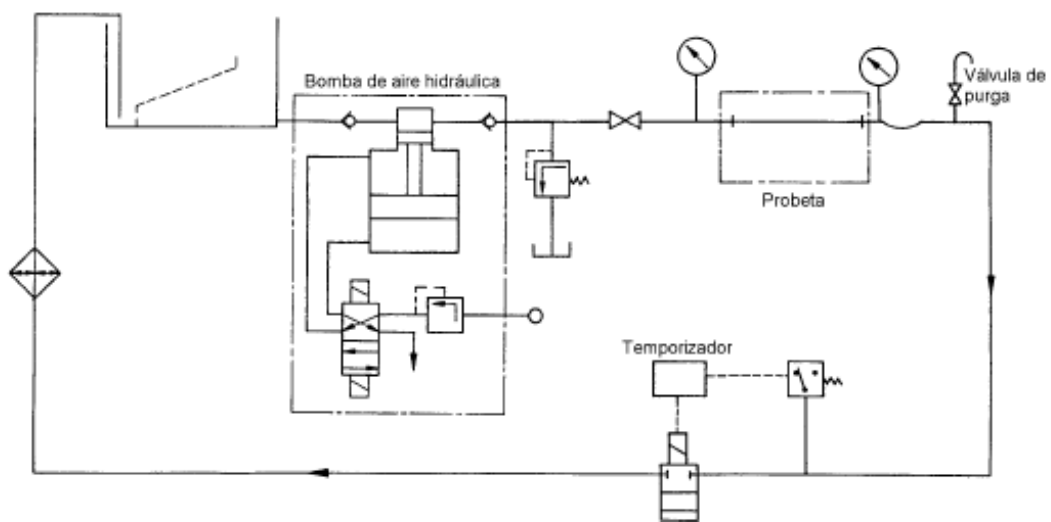 Bomba de aire hidráulica
Válvula de
purga
Probeta
Temporizador